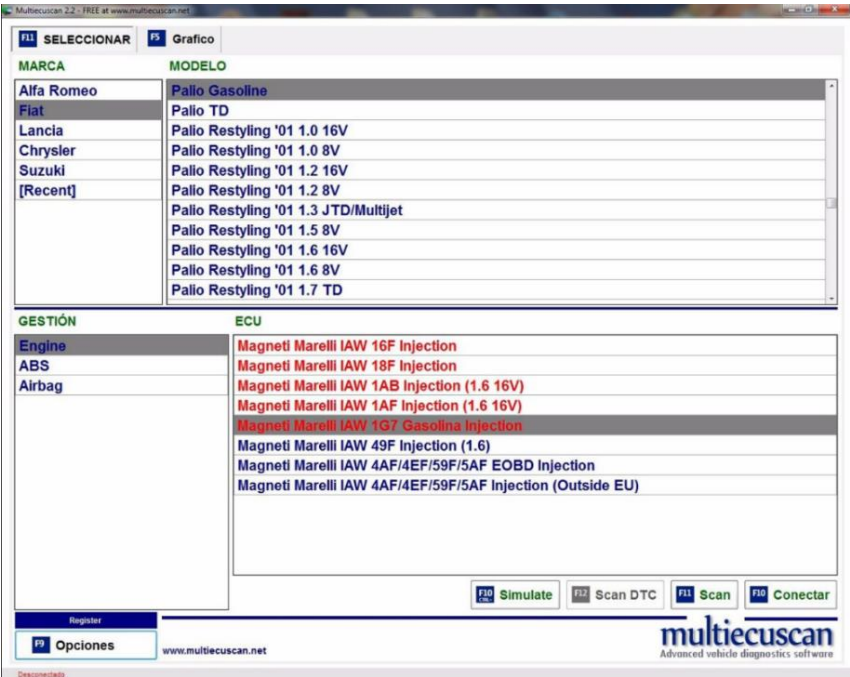 Multiecuscan 2.2 - FREE at www.multiecuscan.net
F11 SELECCIONAR F5 Grafico
MARCA MODELO
Alfa Romeo
Fiat
Lancia
Chrysler
Suzuki
[Recent]
Palio Gasoline
Palio TD
Palio Restyling '01 1.0 16V
Palio Restyling '01 1.0 8V
Palio Restyling '01 1.2 16V
Palio Restyling '01 1.2 8V
Palio Restyling '01 1.3 JTD/Multijet
Palio Restyling '01 1.5 8V
Palio Restyling '01 1.6 16V
Palio Restyling '01 1.6 8V
Palio Restyling '01 1.7 TD
GESTIÓN ECU
Engine
ABS
Airbag
Magneti Marelli IAW 16F Injection
Magneti Marelli IAW 18F Injection
Magneti Marelli IAW 1AB Injection (1.6 16V)
Magneti Marelli IAW 1AF Injection (1.6 16V)
Magneti Marelli IAW 1G7 Gasolina Injection
Magneti Marelli IAW 49F Injection (1.6)
Magneti Marelli IAW 4AF/4EF/59F/5AF EOBD Injection
Magneti Marelli IAW 4AF/4EF/59F/5AF Injection (Outside EU)
F10 CTRL Simulate F12 Scan DTC F11 Scan F10 Conectar
Register
F9 Opciones
www.multiecuscan.net
multiecuscan
Advanced vehicle diagnostics software
Desconectado